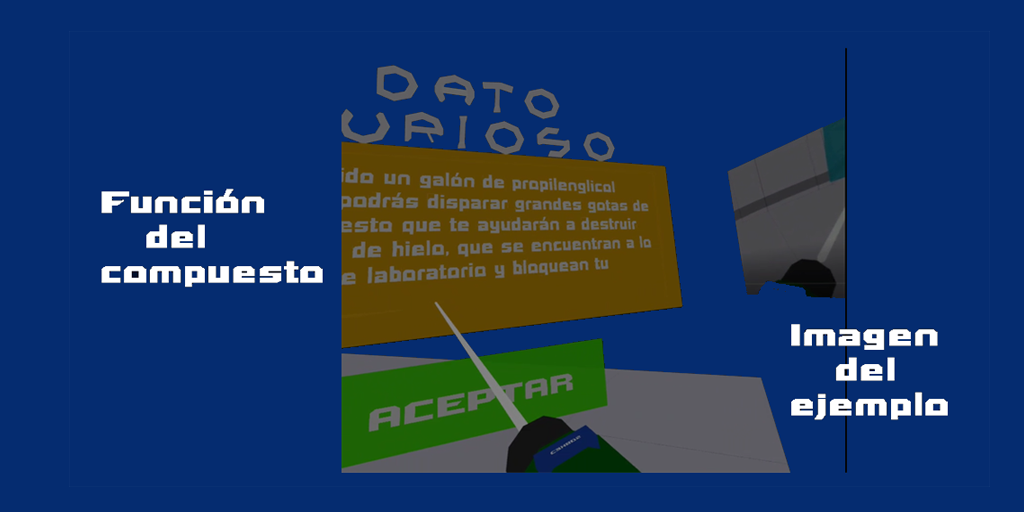 Función
del
compuesto
DATO
URIOSO
ido un galón de propilenglicol
podrás disparar grandes gotas de
esto que te ayudarán a destruir
de hielo, que se encuentran a lo
e laboratorio y bloquean tu
ACEPTAR
Imagen
del
ejemplo